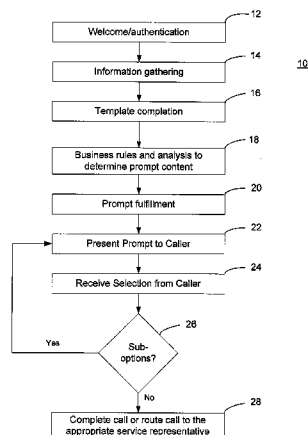 12
Welcome/authentication
14
10
Information gathering
16
Template completion
18
Business rules and analysis to
determine prompt content
20
Prompt fulfillment
22
Present Prompt to Caller
24
Receive Selection from Caller
26
Yes
Sub-
options?
No
28
Complete call or route call to the
appropriate service representative